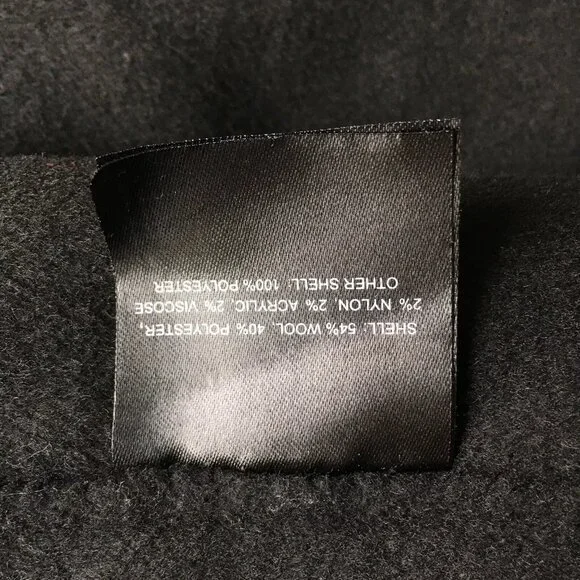 SHELL: 54% WOOL, 40% POLYESTER,
2% NYLON, 2% ACRYLIC, 2% VISCOSE
OTHER SHELL: 100% POLYESTER